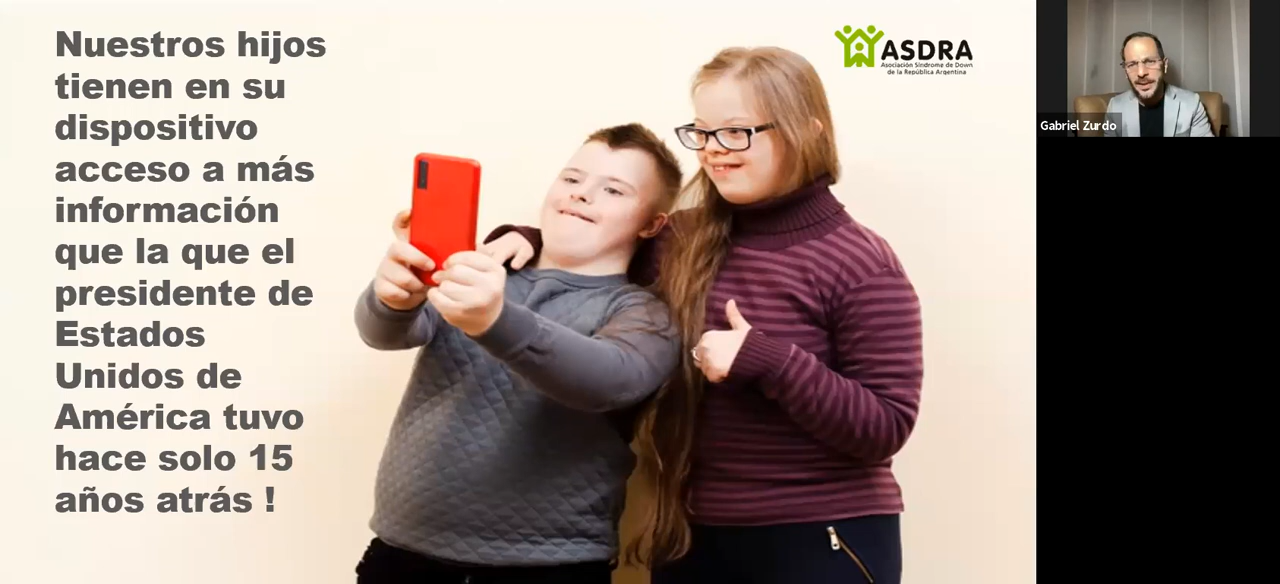 Nuestros hijos
tienen en su
dispositivo
acceso a más
información
que la que el
presidente de
Estados
Unidos de
América tuvo
hace solo 15
años atrás !
ASDRA
Asociación Síndrome de Down
de la República Argentina
Gabriel Zurdo